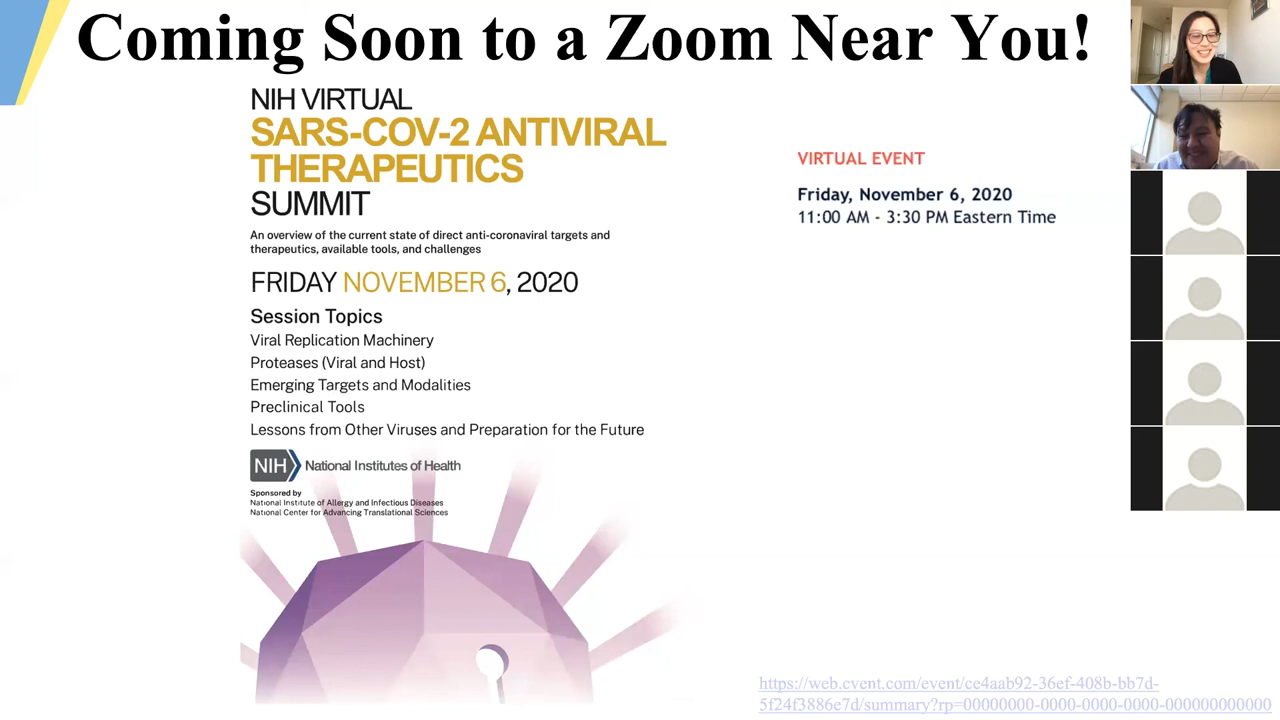 Coming Soon to a Zoom Near You!
NIH VIRTUAL
SARS-COV-2 ANTIVIRAL
THERAPEUTICS
SUMMIT
An overview of the current state of direct anti-coronaviral targets and
therapeutics, available tools, and challenges
FRIDAY NOVEMBER 6, 2020
Session Topics
Viral Replication Machinery
Proteases (Viral and Host)
Emerging Targets and Modalities
Preclinical Tools
Lessons from Other Viruses and Preparation for the Future
NIH National Institutes of Health
Sponsored by
National Institute of Allergy and Infectious Diseases
National Center for Advancing Translational Sciences
VIRTUAL EVENT
Friday, November 6, 2020
11:00 AM - 3:30 PM Eastern Time
https://web.cvent.com/event/ce4aab92-36ef-408b-bb7d-
5f24f3886e7d/summary?rp=00000000-0000-0000-0000-000000000000